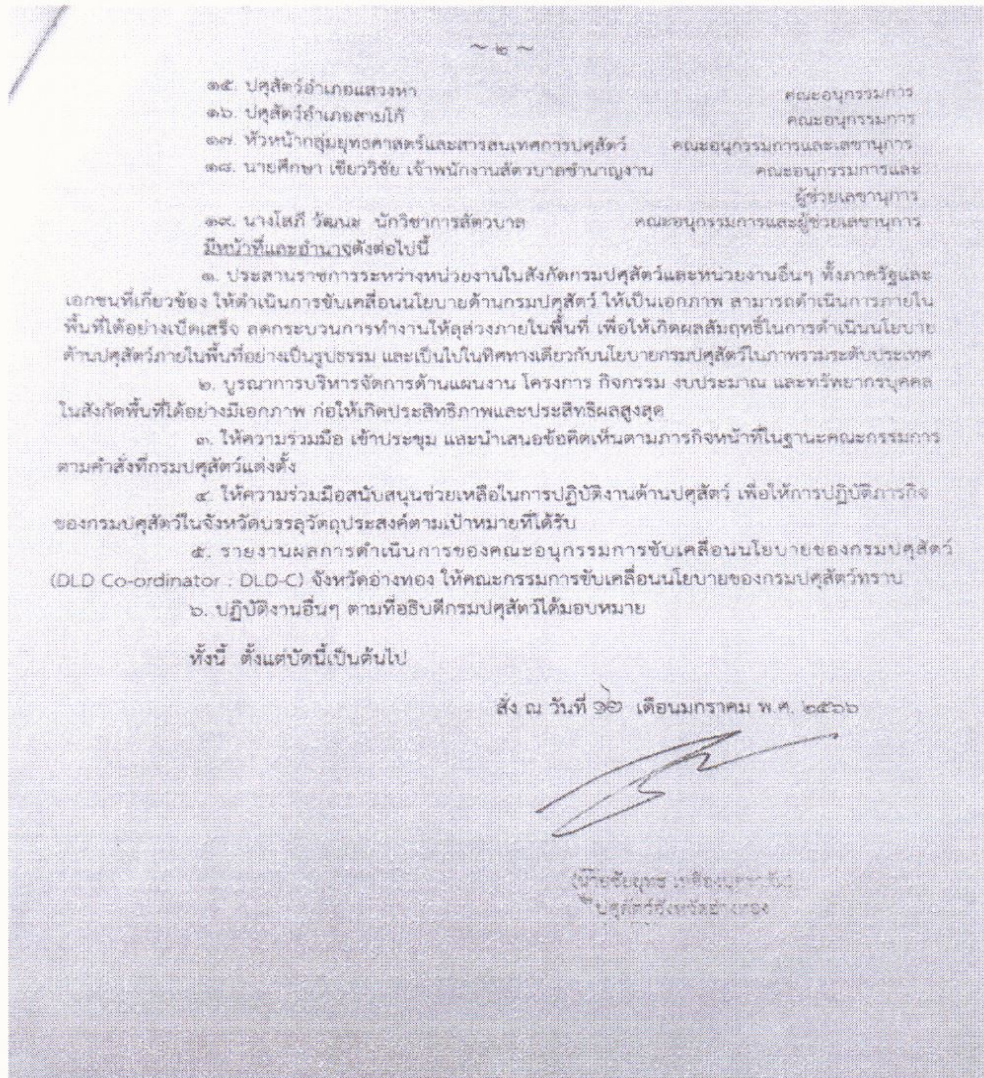 ~ ๒ ~
๑๕. ปศุสัตว์อำเภอแสวงหา คณะอนุกรรมการ
๑๖. ปศุสัตว์อำเภอสามโก้ คณะอนุกรรมการ
๑๗. หัวหน้ากลุ่มยุทธศาสตร์และสารสนเทศการปศุสัตว์ คณะอนุกรรมการและเลขานุการ
๑๘. นายศึกษา เขียววิชัย เจ้าพนักงานสัตวบาลชำนาญงาน คณะอนุกรรมการและ
ผู้ช่วยเลขานุการ
๑๙. นางโสภี วัฒนะ นักวิชาการสัตวบาล คณะอนุกรรมการและผู้ช่วยเลขานุการ
มีหน้าที่และอำนาจดังต่อไปนี้
๑. ประสานราชการระหว่างหน่วยงานในสังกัดกรมปศุสัตว์และหน่วยงานอื่นๆ ทั้งภาครัฐและ
เอกชนที่เกี่ยวข้อง ให้ดำเนินการขับเคลื่อนนโยบายด้านกรมปศุสัตว์ ให้เป็นเอกภาพ สามารถดำเนินการภายใน
พื้นที่ได้อย่างเบ็ดเสร็จ ลดกระบวนการทำงานให้ลุล่วงภายในพื้นที่ เพื่อให้เกิดผลสัมฤทธิ์ในการดำเนินนโยบาย
ด้านปศุสัตว์ภายในพื้นที่อย่างเป็นรูปธรรม และเป็นไปในทิศทางเดียวกับนโยบายกรมปศุสัตว์ในภาพรวมระดับประเทศ
๒. บูรณาการบริหารจัดการด้านแผนงาน โครงการ กิจกรรม งบประมาณ และทรัพยากรบุคคล
ในสังกัดพื้นที่ได้อย่างมีเอกภาพ ก่อให้เกิดประสิทธิภาพและประสิทธิผลสูงสุด
๓. ให้ความร่วมมือ เข้าประชุม และนำเสนอข้อคิดเห็นตามภารกิจหน้าที่ในฐานะคณะกรรมการ
ตามคำสั่งที่กรมปศุสัตว์แต่งตั้ง
๔. ให้ความร่วมมือสนับสนุนช่วยเหลือในการปฏิบัติงานด้านปศุสัตว์ เพื่อให้การปฏิบัติภารกิจ
ของกรมปศุสัตว์ในจังหวัดบรรลุวัตถุประสงค์ตามเป้าหมายที่ได้รับ
๕. รายงานผลการดำเนินการของคณะอนุกรรมการขับเคลื่อนนโยบายของกรมปศุสัตว์
(DLD Co-ordinator : DLD-C) จังหวัดอ่างทอง ให้คณะกรรมการขับเคลื่อนนโยบายของกรมปศุสัตว์ทราบ
๖. ปฏิบัติงานอื่นๆ ตามที่อธิบดีกรมปศุสัตว์ได้มอบหมาย
ทั้งนี้ ตั้งแต่บัดนี้เป็นต้นไป
สั่ง ณ วันที่ ๑๒ เดือนมกราคม พ.ศ. ๒๕๖๖
(นายชัยยุทธ
ปศุสัตว์จังหวัดอ่างทอง